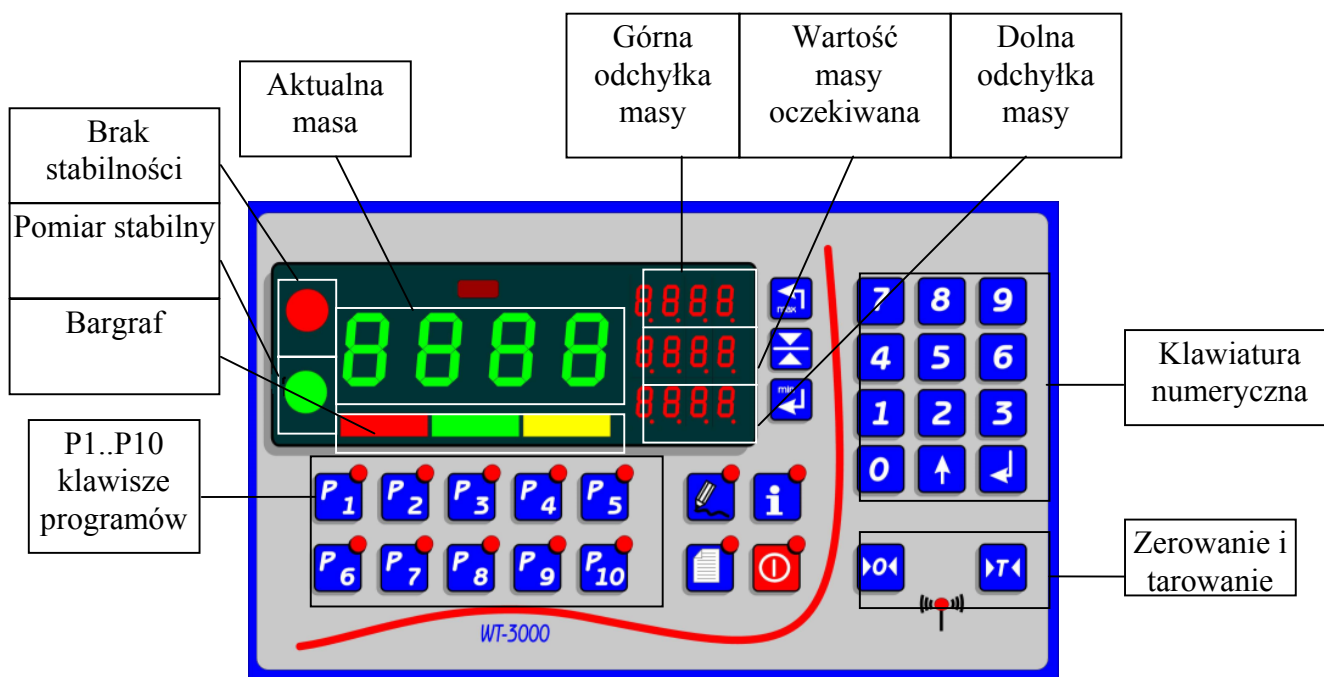 Górna
odchyłka
masy
Wartość
masy
oczekiwana
Dolna
odchyłka
masy
Aktualna
masa
Brak
stabilności
Pomiar stabilny
Bargraf
P1..P10
klawisze
programów
8888
8888
8888
8888
max
min
7 8 9
4 5 6
1 2 3
0
Klawiatura
numeryczna
P1 P2 P3 P4 P5
i
P6 P7 P8 P9 P10
0 T
Zerowanie i
tarowanie
WT-3000